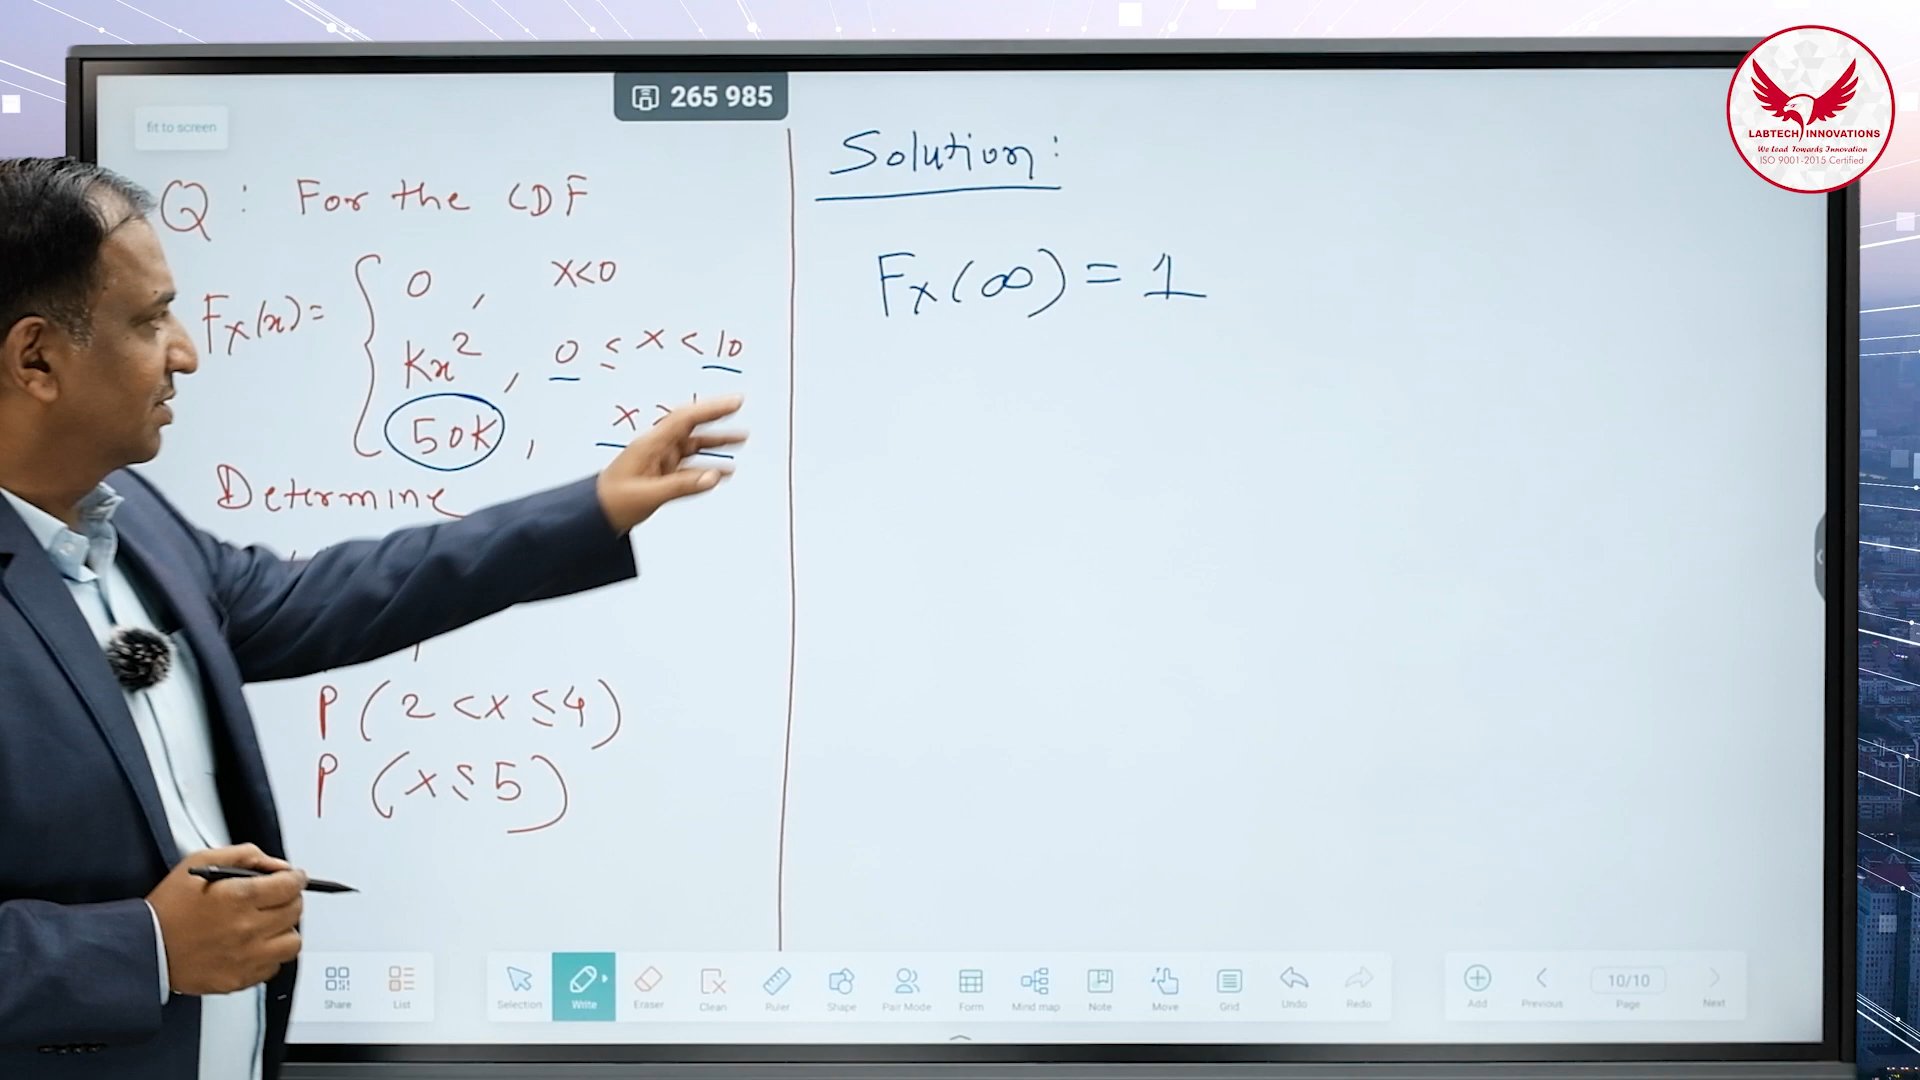 265 985
fit to screen
Q : For the CDF
Fx(x)= { 0 , x<0
Kx² , 0 ≤ x < 10
50K , x >
Determine
P ( 2 < x ≤ 4 )
P ( x ≤ 5 )
Solution:
Fx(∞) = 1
LABTECH INNOVATIONS
We Lead Towards Innovation
ISO 9001-2015 Certified
Share List Selection Write Eraser Clean Ruler Shape Pair Mode Form Mind map Note Move Grid Undo Redo Add Previous 10/10 Page Next